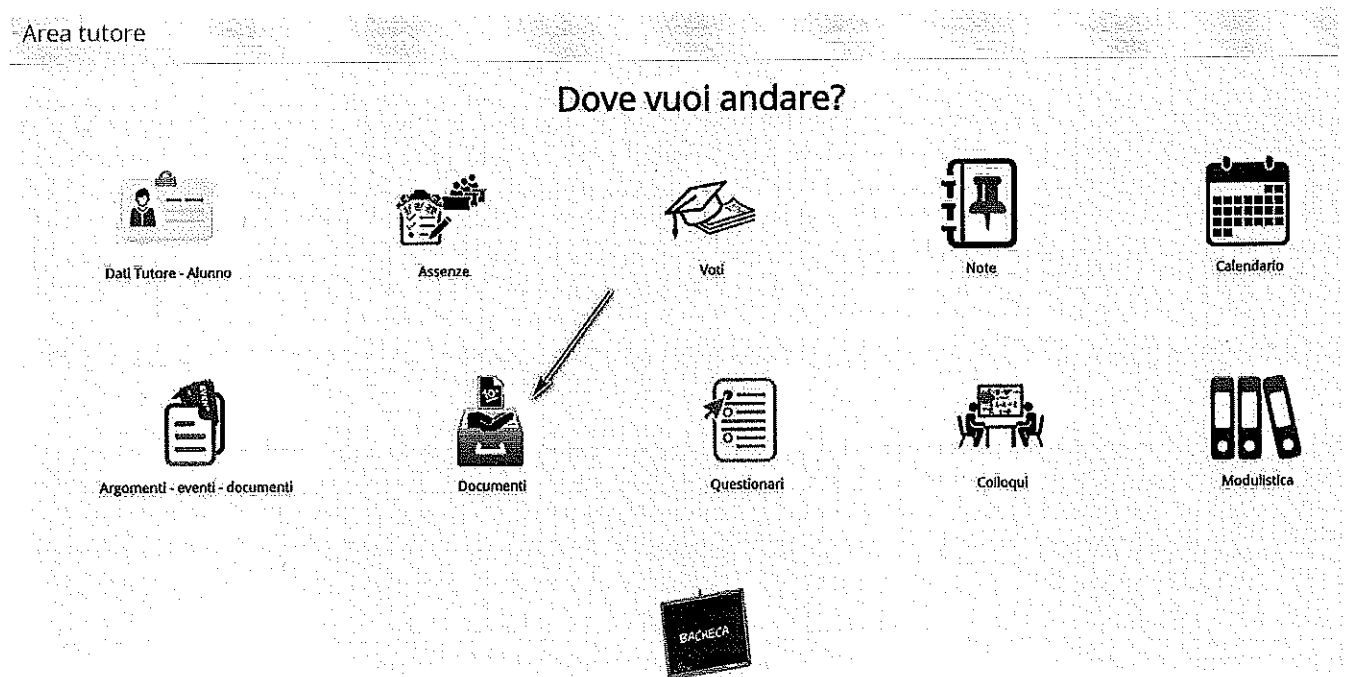 Area tutore
Dove vuoi andare?
Dati Tutore - Alunno
Assenze
Voti
Note
Calendario
Argomenti - eventi - documenti
Documenti
Questionari
Colloqui
Modulistica
BACHECA